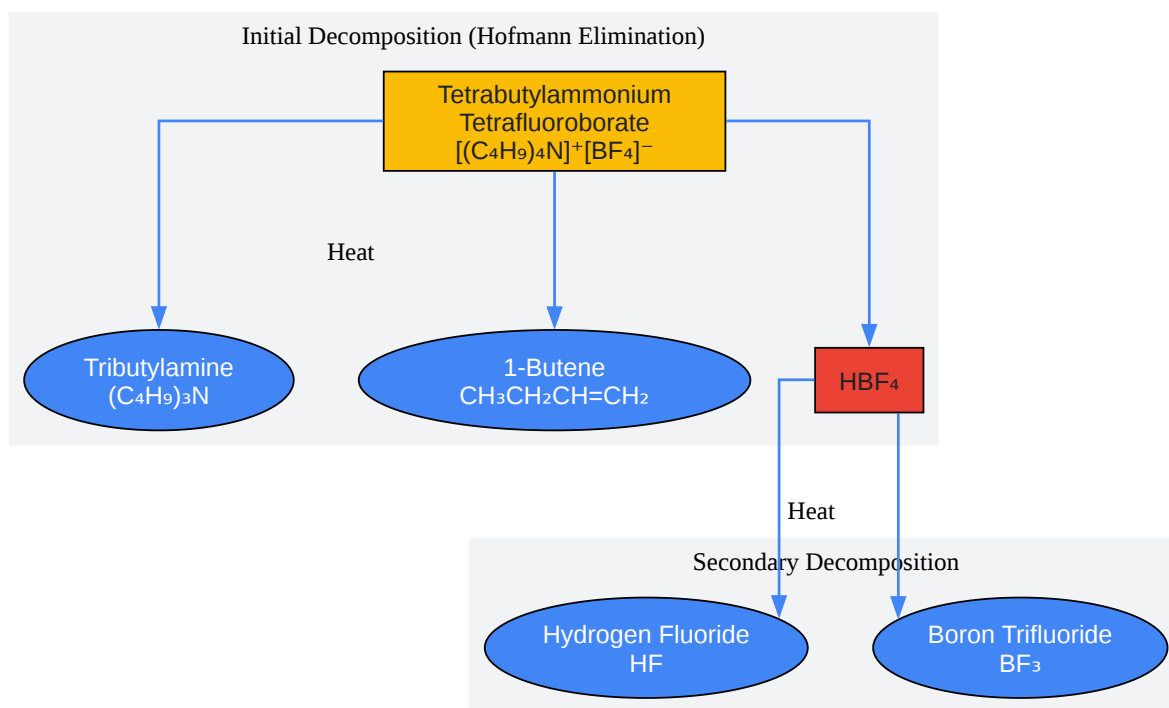 Initial Decomposition (Hofmann Elimination)
Tetrabutylammonium
Tetrafluoroborate
[(C₄H₉)₄N]⁺[BF₄]⁻
Heat
Tributylamine
(C₄H₉)₃N
1-Butene
CH₃CH₂CH=CH₂
HBF₄
Heat
Secondary Decomposition
Hydrogen Fluoride
HF
Boron Trifluoride
BF₃